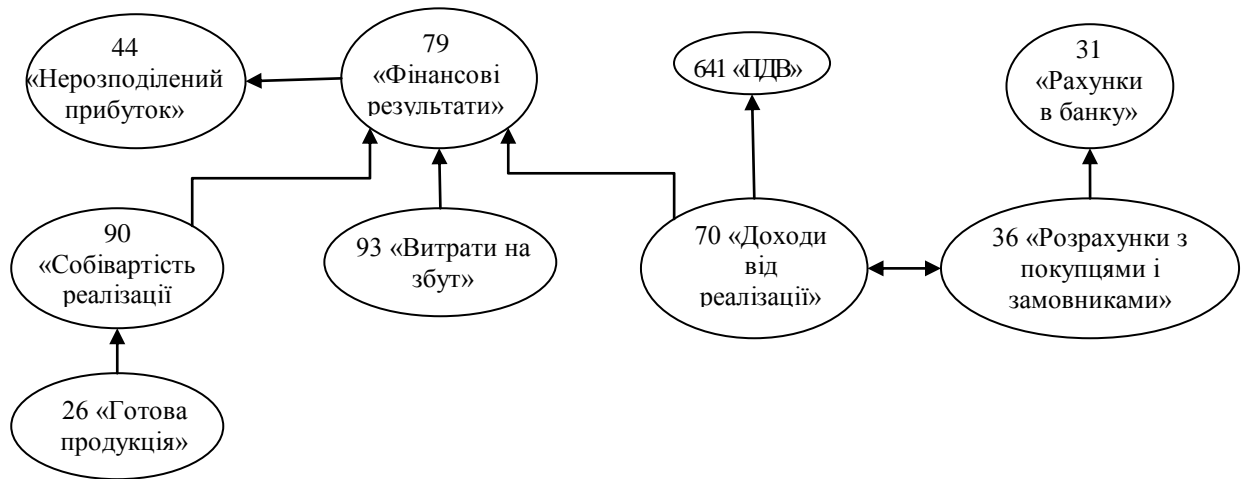 44
«Нерозподілений
прибуток»
79
«Фінансові
результати»
641 «ПДВ»
31
«Рахунки
в банку»
90
«Собівартість
реалізації
93 «Витрати на
збут»
70 «Доходи
від
реалізації»
36 «Розрахунки з
покупцями і
замовниками»
26 «Готова
продукція»